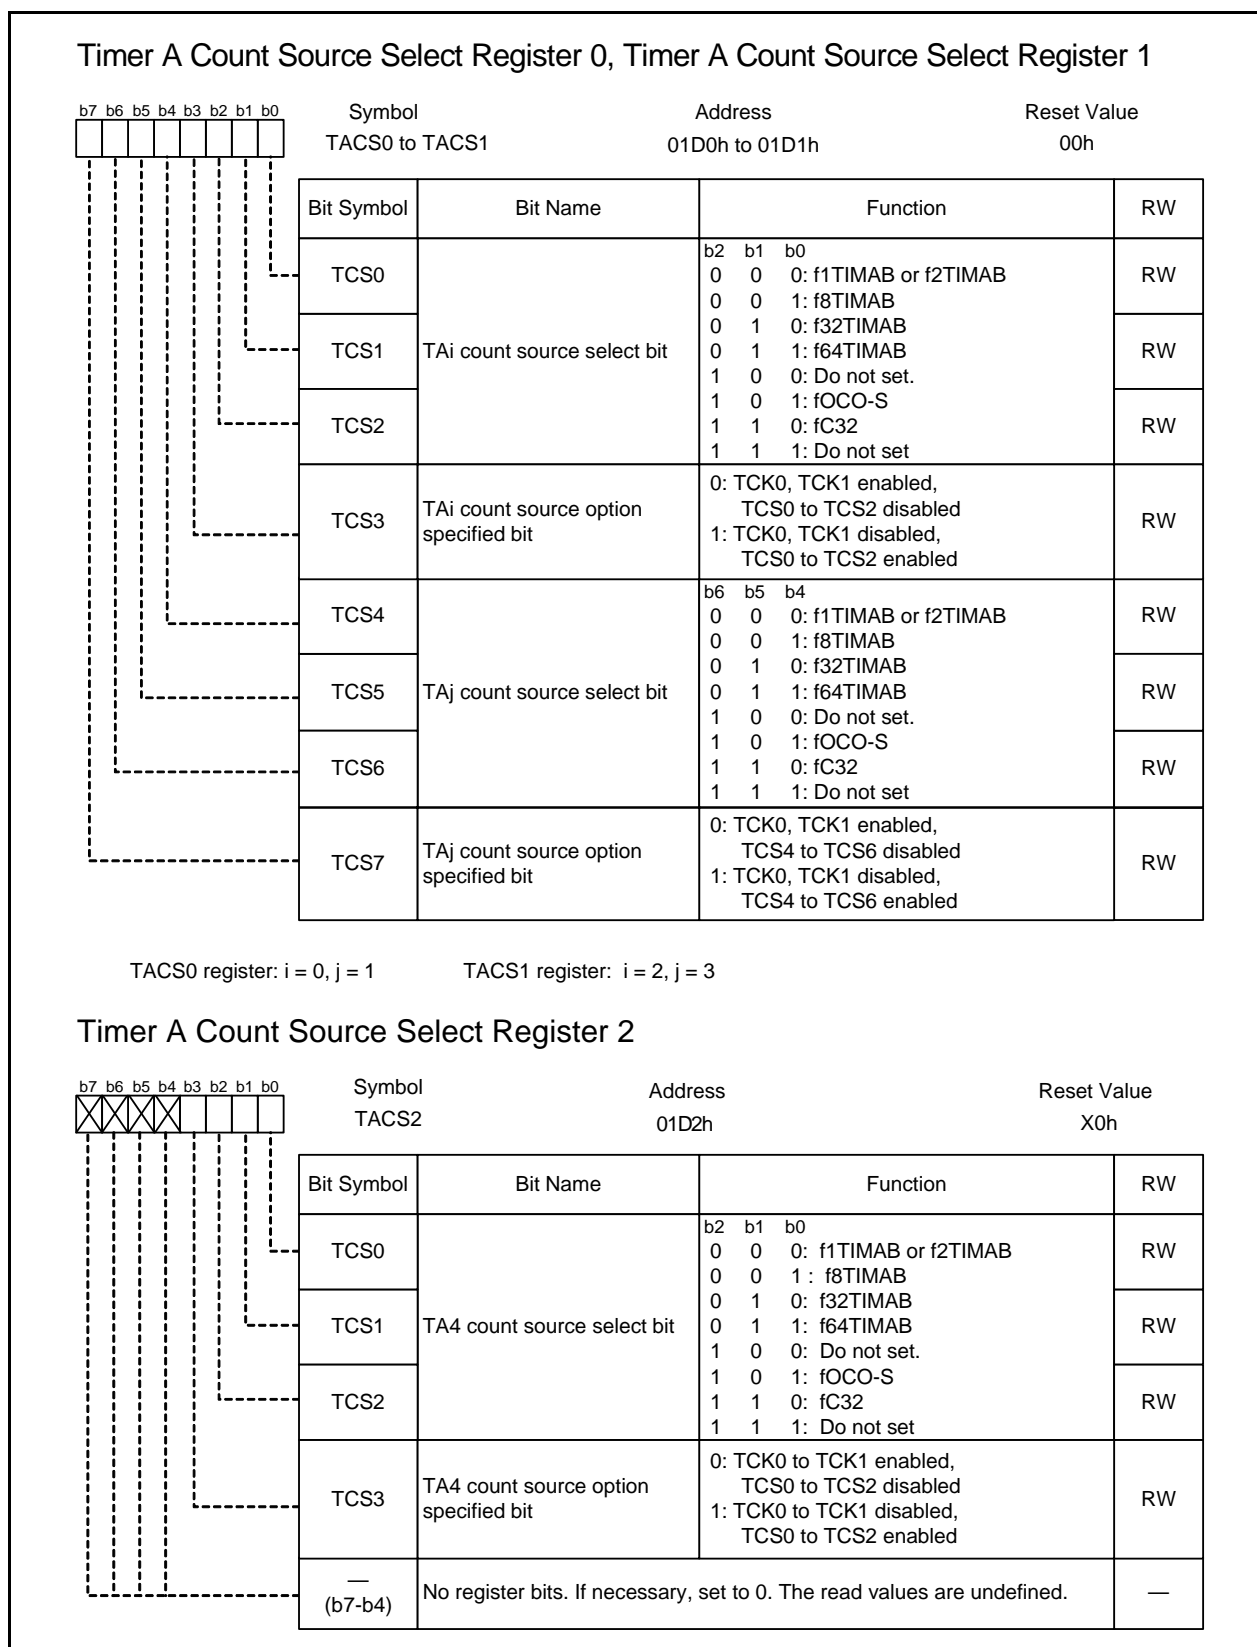 Timer A Count Source Select Register 0, Timer A Count Source Select Register 1
b7 b6 b5 b4 b3 b2 b1 b0
Symbol Address Reset Value
TACS0 to TACS1 01D0h to 01D1h 00h
Bit Symbol Bit Name Function RW
TCS0 RW
TCS1 RW
TCS2 RW
TAi count source select bit
b2 b1 b0
0 0 0: f1TIMAB or f2TIMAB
0 0 1: f8TIMAB
0 1 0: f32TIMAB
0 1 1: f64TIMAB
1 0 0: Do not set.
1 0 1: fOCO-S
1 1 0: fC32
1 1 1: Do not set
TCS3 RW
TAi count source option
specified bit
0: TCK0, TCK1 enabled,
TCS0 to TCS2 disabled
1: TCK0, TCK1 disabled,
TCS0 to TCS2 enabled
TCS4 RW
TCS5 RW
TCS6 RW
TAj count source select bit
b6 b5 b4
0 0 0: f1TIMAB or f2TIMAB
0 0 1: f8TIMAB
0 1 0: f32TIMAB
0 1 1: f64TIMAB
1 0 0: Do not set.
1 0 1: fOCO-S
1 1 0: fC32
1 1 1: Do not set
TCS7 RW
TAj count source option
specified bit
0: TCK0, TCK1 enabled,
TCS4 to TCS6 disabled
1: TCK0, TCK1 disabled,
TCS4 to TCS6 enabled
TACS0 register: i = 0, j = 1 TACS1 register: i = 2, j = 3
Timer A Count Source Select Register 2
b7 b6 b5 b4 b3 b2 b1 b0
Symbol Address Reset Value
TACS2 01D2h X0h
Bit Symbol Bit Name Function RW
TCS0 RW
TCS1 RW
TCS2 RW
TA4 count source select bit
b2 b1 b0
0 0 0: f1TIMAB or f2TIMAB
0 0 1 : f8TIMAB
0 1 0: f32TIMAB
0 1 1: f64TIMAB
1 0 0: Do not set.
1 0 1: fOCO-S
1 1 0: fC32
1 1 1: Do not set
TCS3 RW
TA4 count source option
specified bit
0: TCK0 to TCK1 enabled,
TCS0 to TCS2 disabled
1: TCK0 to TCK1 disabled,
TCS0 to TCS2 enabled
—
(b7-b4)
No register bits. If necessary, set to 0. The read values are undefined. —